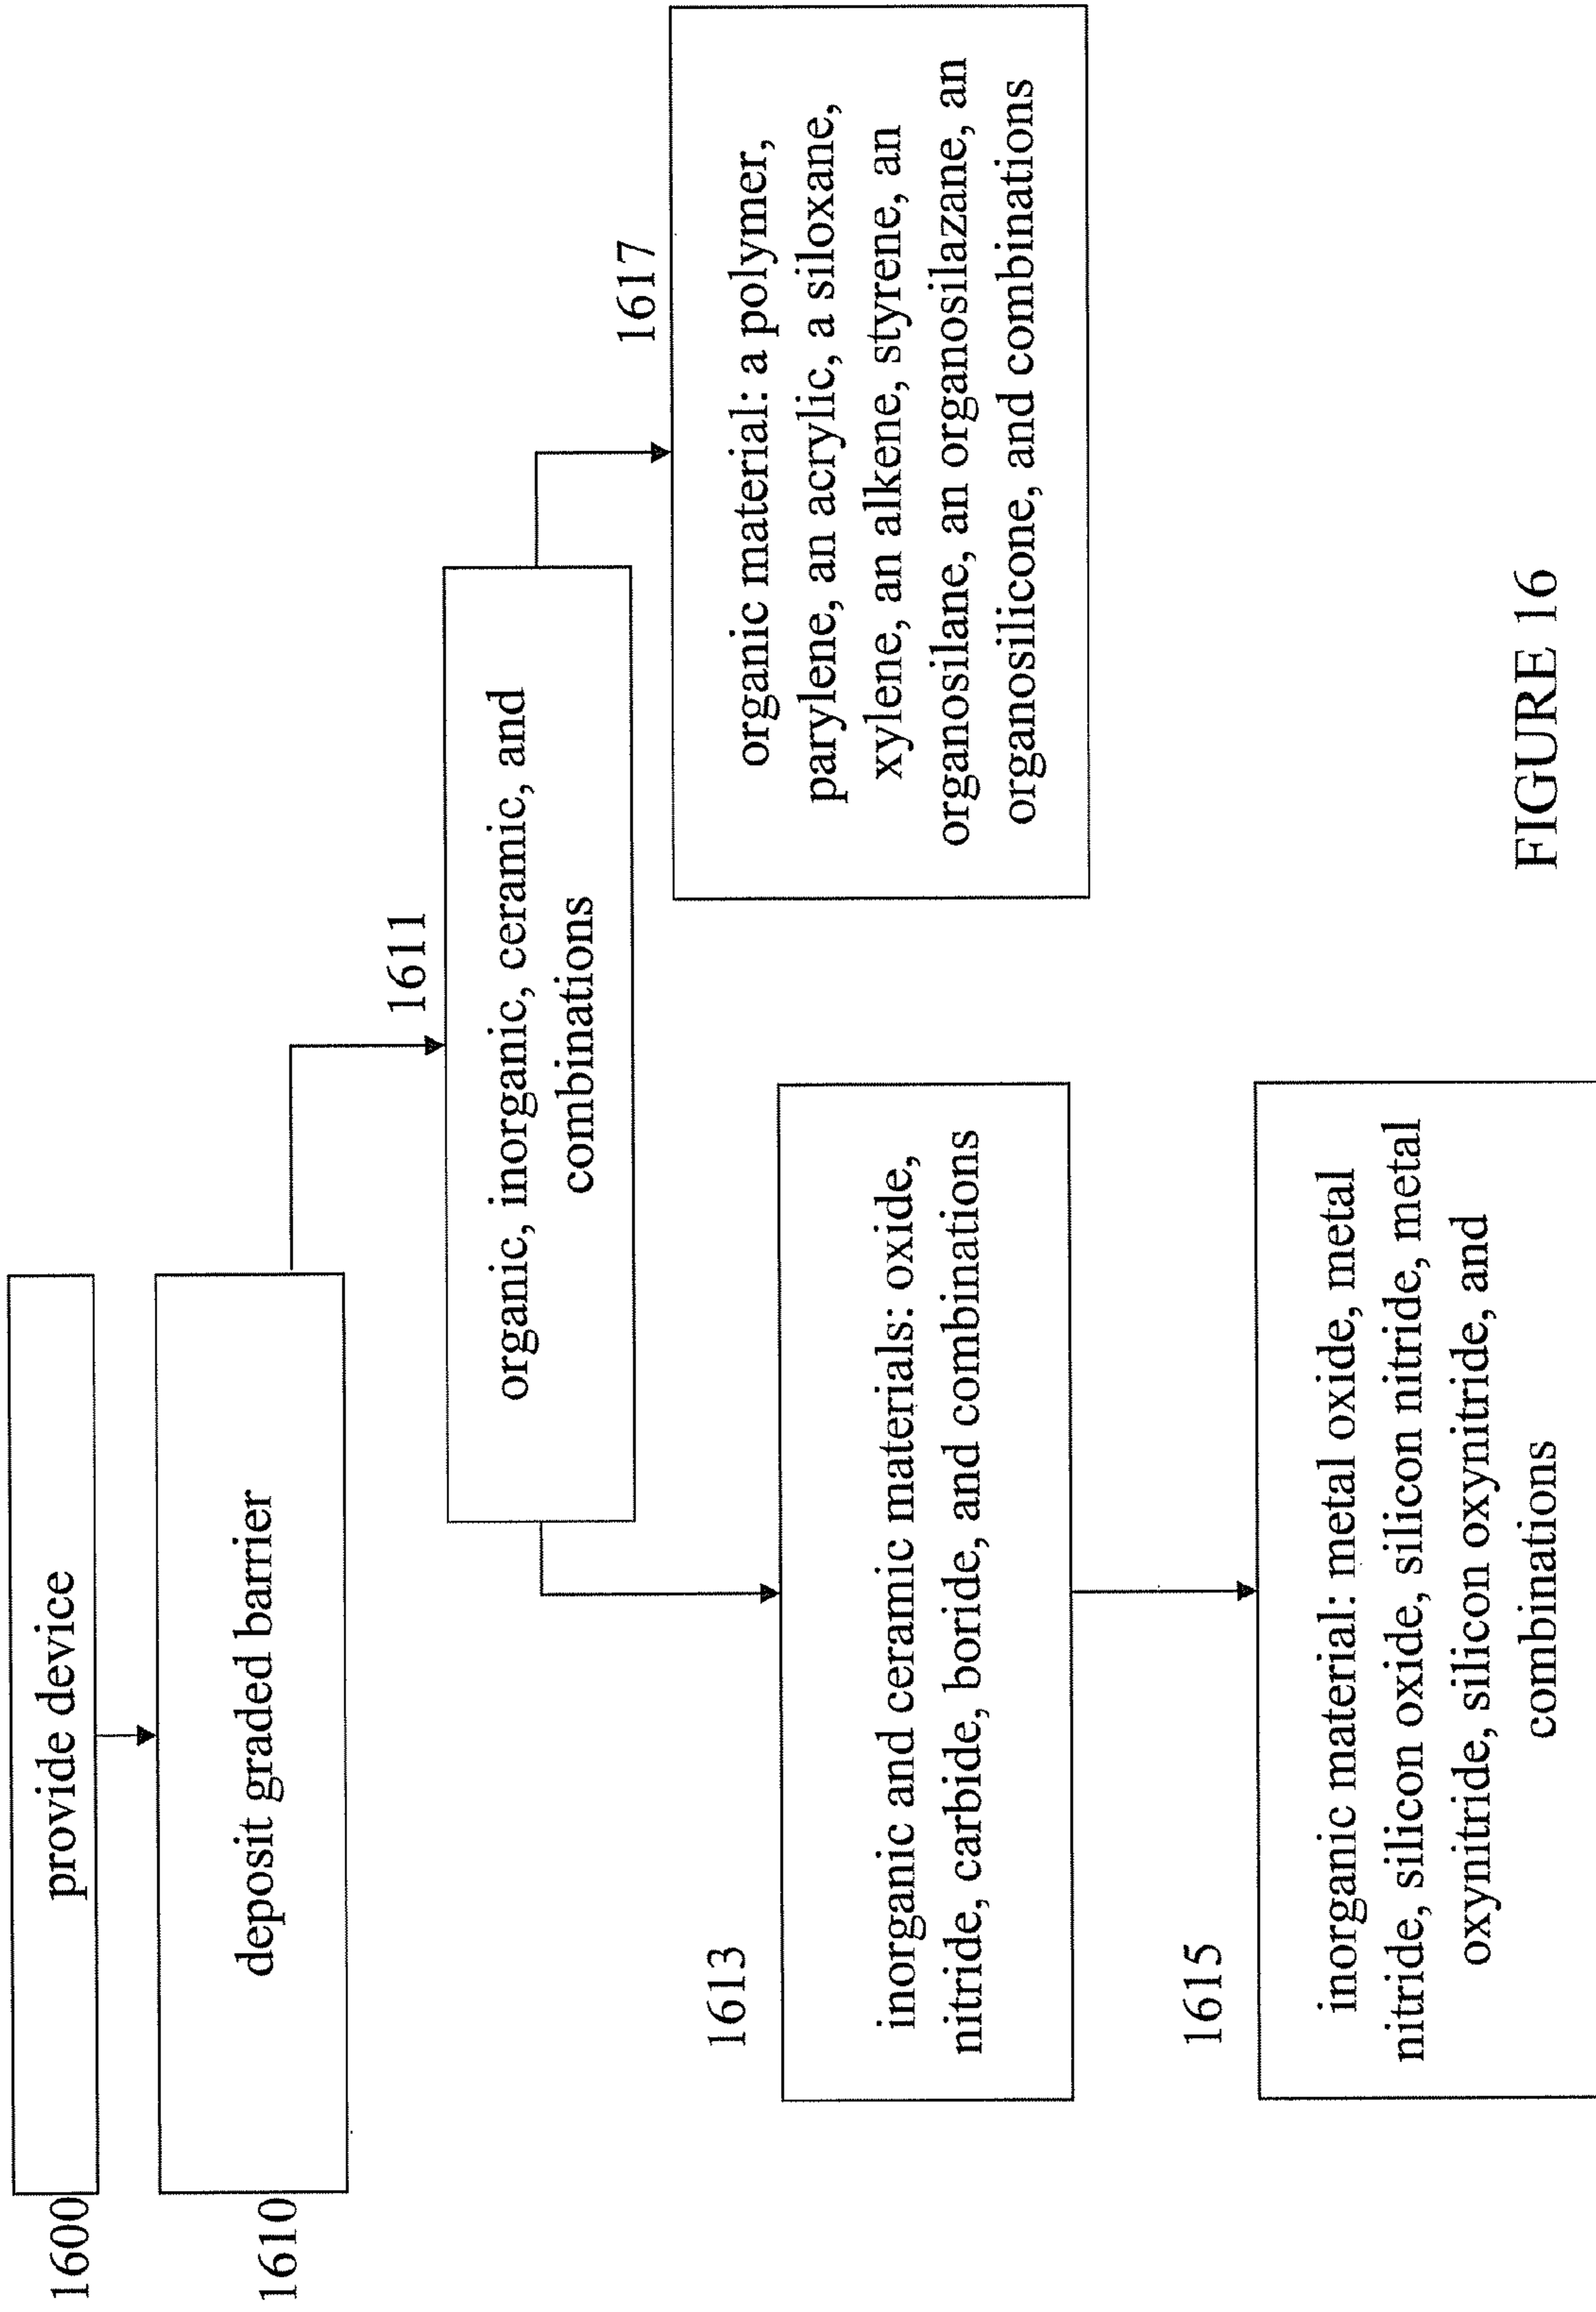 1600
provide device
1610
deposit graded barrier
1611
organic, inorganic, ceramic, and
combinations
1613
inorganic and ceramic materials: oxide,
nitride, carbide, boride, and combinations
1615
inorganic material: metal oxide, metal
nitride, silicon oxide, silicon nitride, metal
oxynitride, silicon oxynitride, and
combinations
1617
organic material: a polymer,
parylene, an acrylic, a siloxane,
xylene, an alkene, styrene, an
organosilane, an organosilazane, an
organosilicone, and combinations
FIGURE 16